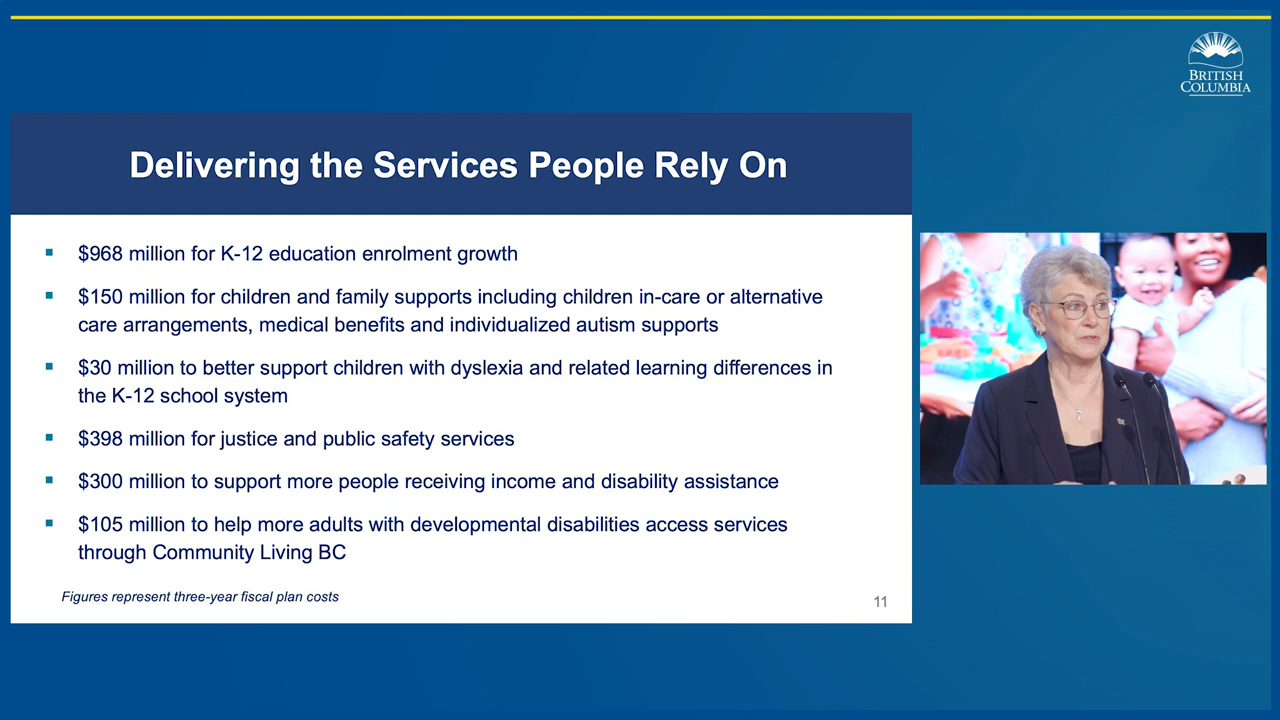 BRITISH
COLUMBIA
Delivering the Services People Rely On
▪ $968 million for K-12 education enrolment growth
▪ $150 million for children and family supports including children in-care or alternative
care arrangements, medical benefits and individualized autism supports
▪ $30 million to better support children with dyslexia and related learning differences in
the K-12 school system
▪ $398 million for justice and public safety services
▪ $300 million to support more people receiving income and disability assistance
▪ $105 million to help more adults with developmental disabilities access services
through Community Living BC
Figures represent three-year fiscal plan costs
11